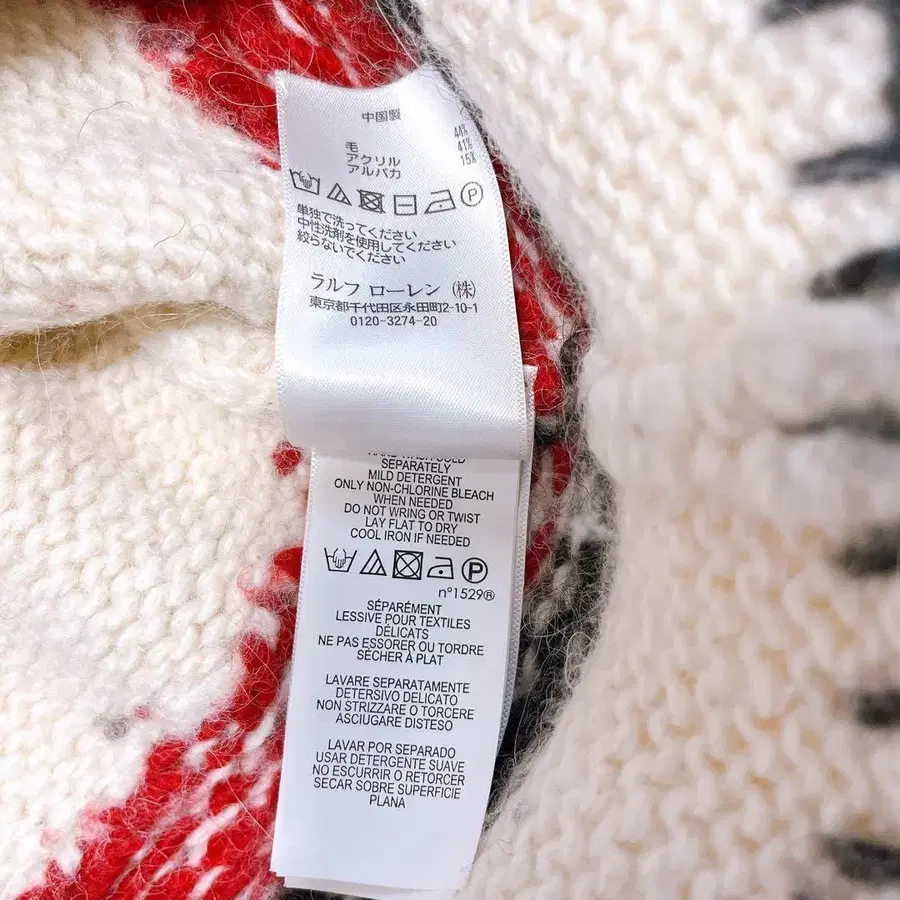 中国製
毛 44%
アクリル 41%
アルパカ 15%
単独で洗ってください
中性洗剤を使用してください
絞らないでください
ラルフ ローレン (株)
東京都千代田区永田町2-10-1
0120-3274-20
HAND WASH COLD
SEPARATELY
MILD DETERGENT
ONLY NON-CHLORINE BLEACH
WHEN NEEDED
DO NOT WRING OR TWIST
LAY FLAT TO DRY
COOL IRON IF NEEDED
P
P
n°1529®
SÉPARÉMENT
LESSIVE POUR TEXTILES
DÉLICATS
NE PAS ESSORER OU TORDRE
SÉCHER À PLAT
LAVARE SEPARATAMENTE
DETERSIVO DELICATO
NON STRIZZARE O TORCERE
ASCIUGARE DISTESO
LAVAR POR SEPARADO
USAR DETERGENTE SUAVE
NO ESCURRIR O RETORCER
SECAR SOBRE SUPERFICIE
PLANA